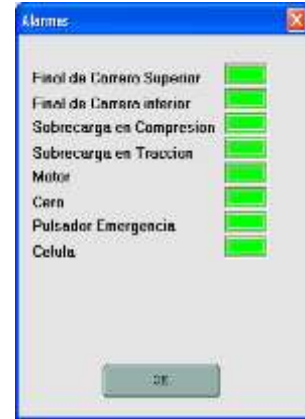 Alarmas
Final de Carrera Superior
Final de Carrera inferior
Sobrecarga en Compresion
Sobrecarga en Traccion
Motor
Cero
Pulsador Emergencia
Celula
OK